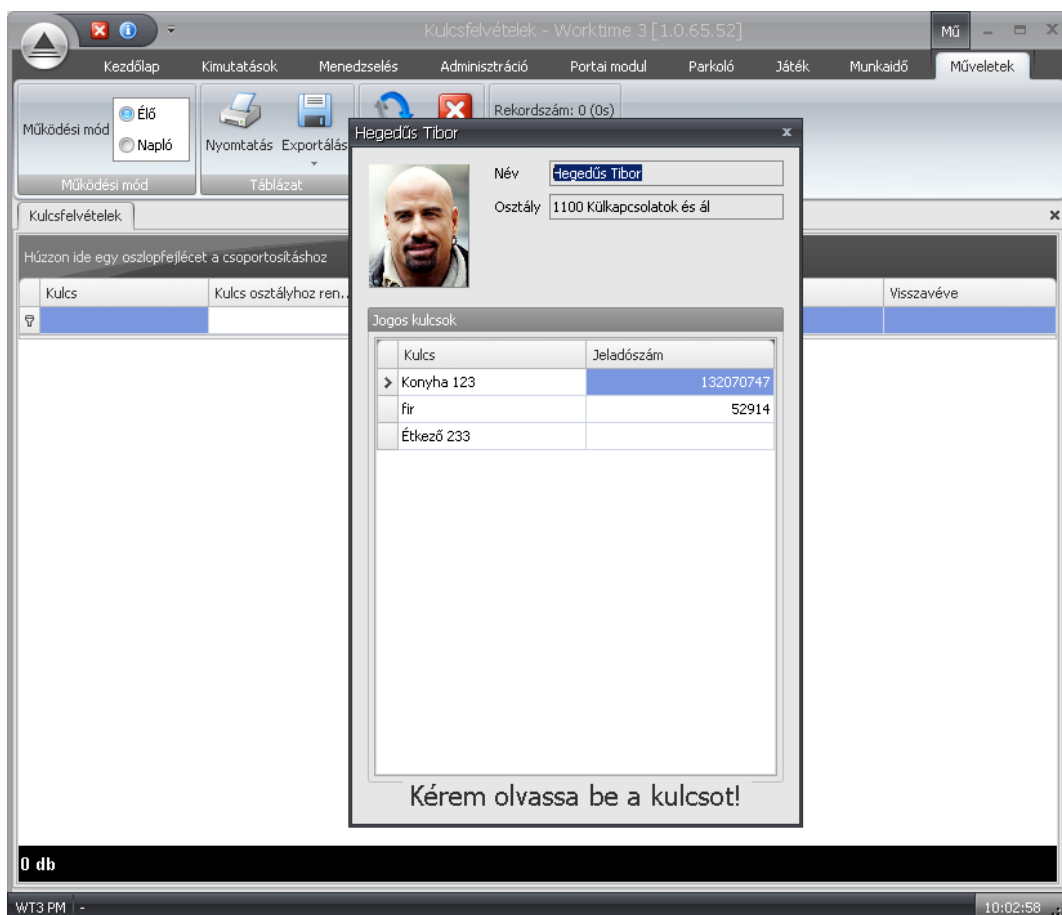 Kulcsfelvételek - Worktime 3 [1.0.65.52]
Mű
Kezdőlap Kimutatások Menedzselés Adminisztráció Portai modul Parkoló Játék Munkaidő Műveletek
Működési mód
Élő
Napló
Nyomtatás Exportálás
Rekordszám: 0 (0s)
Működési mód Táblázat
Kulcsfelvételek
Húzzon ide egy oszlopfejlécet a csoportosításhoz
Kulcs Kulcs osztályhoz ren.. Visszavéve
Hegedűs Tibor
Név Hegedűs Tibor
Osztály 1100 Külkapcsolatok és ál
Jogos kulcsok
Kulcs Jeladószám
Konyha 123 132070747
fir 52914
Étkező 233
Kérem olvassa be a kulcsot!
0 db
WT3 PM - 10:02:58